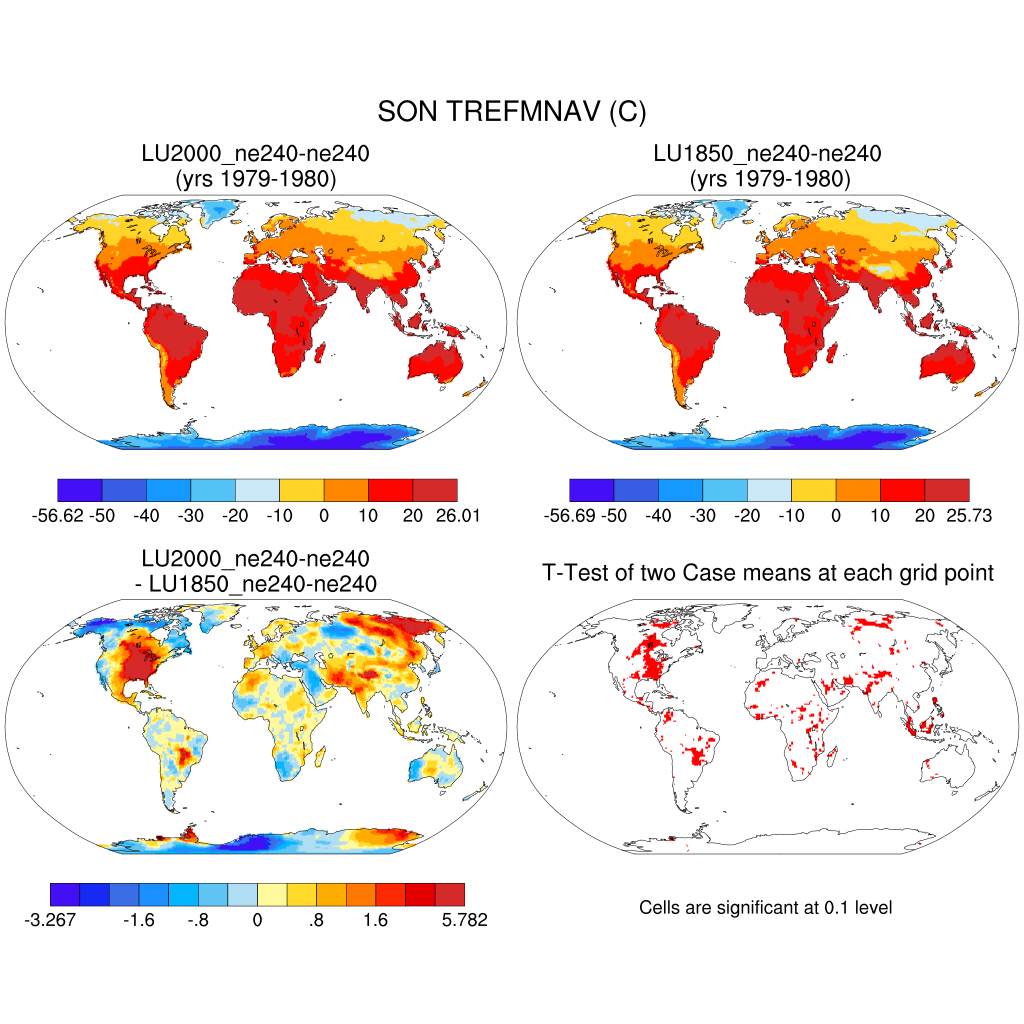 SON TREFMNAV (C)
LU2000_ne240-ne240
(yrs 1979-1980)
LU1850_ne240-ne240
(yrs 1979-1980)
-56.62 -50 -40 -30 -20 -10 0 10 20 26.01
-56.69 -50 -40 -30 -20 -10 0 10 20 25.73
LU2000_ne240-ne240
- LU1850_ne240-ne240
T-Test of two Case means at each grid point
-3.267 -1.6 -.8 0 .8 1.6 5.782
Cells are significant at 0.1 level